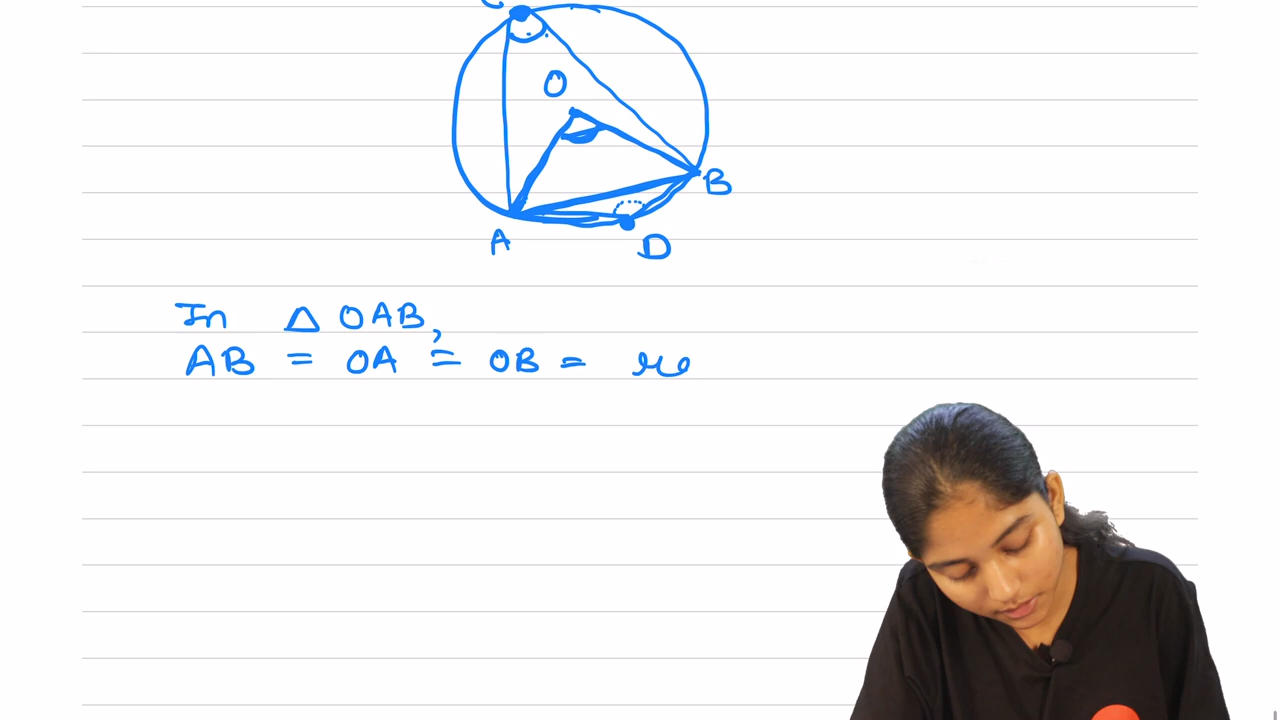 C
O
B
A
D
In △ OAB,
AB = OA = OB = r